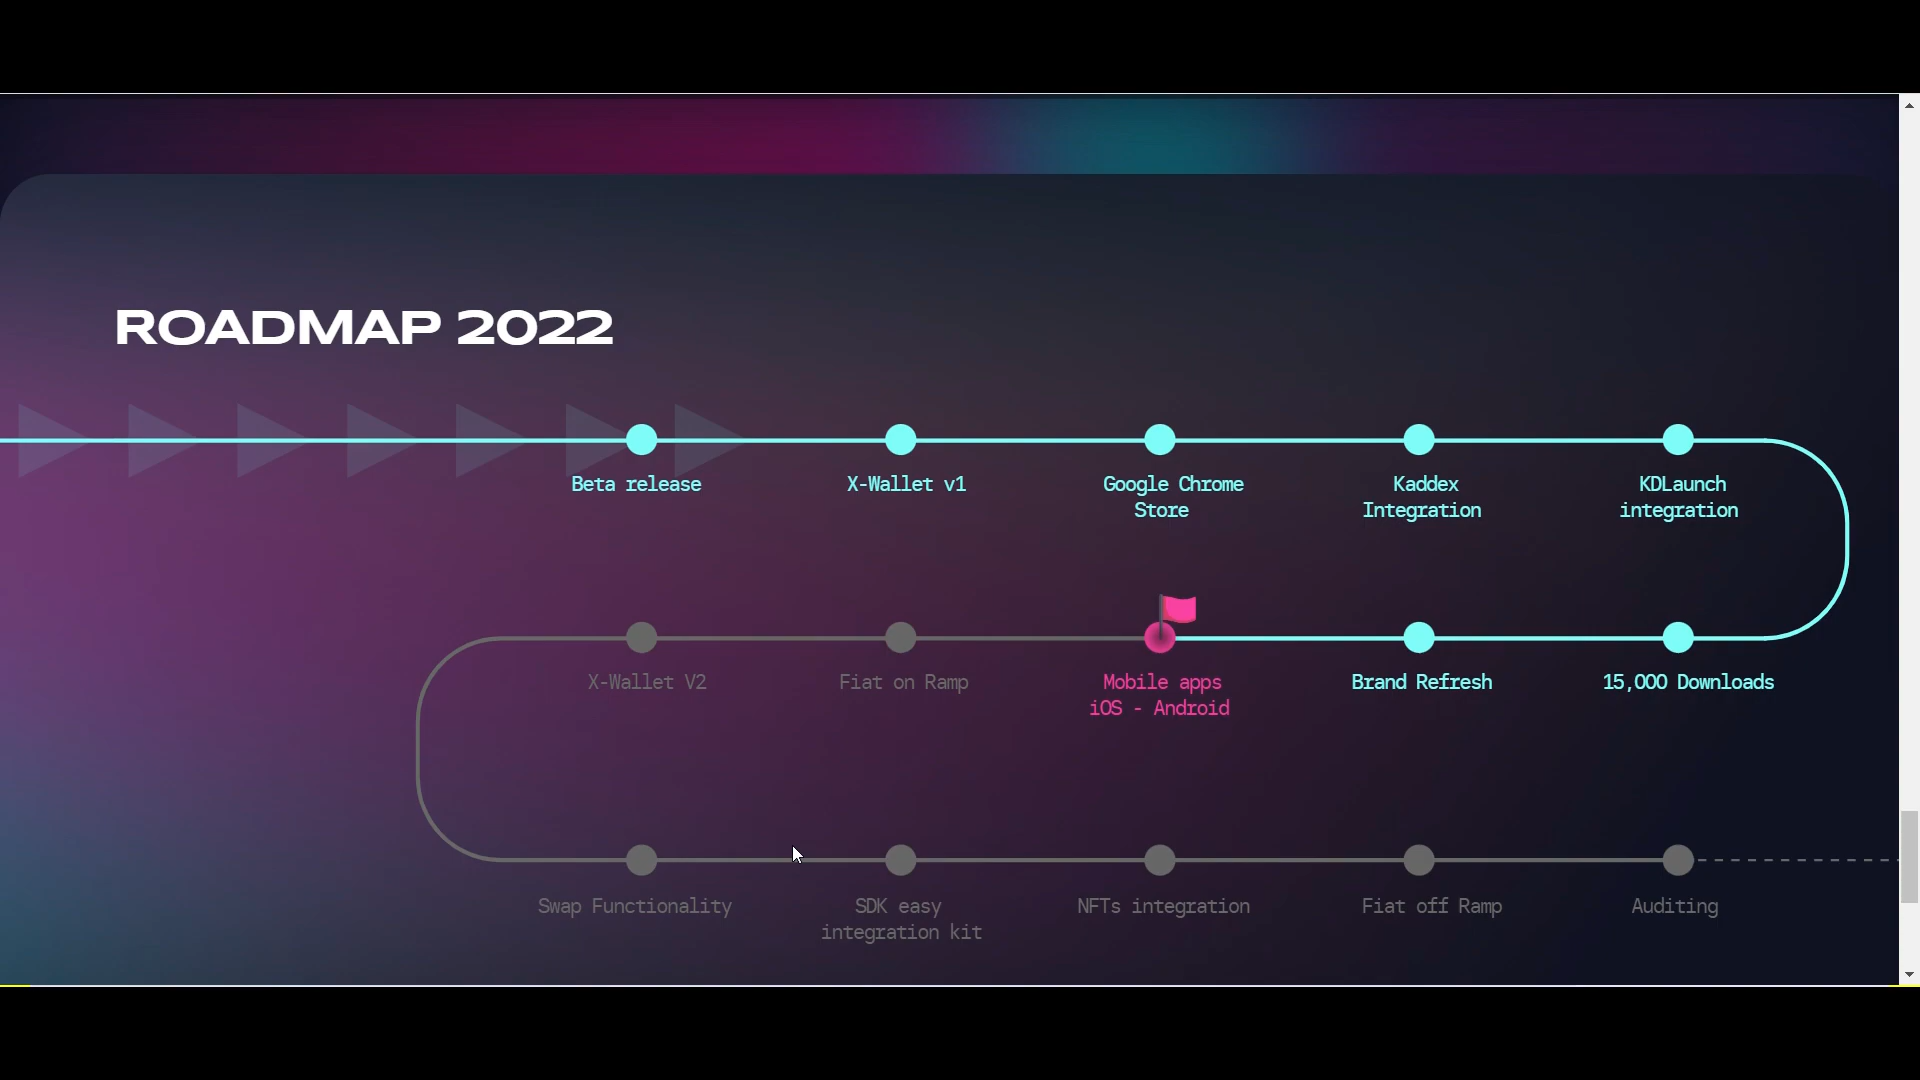 ROADMAP 2022
Beta release
X-Wallet v1
Google Chrome
Store
Kaddex
Integration
KDLaunch
integration
X-Wallet V2
Fiat on Ramp
Mobile apps
iOS - Android
Brand Refresh
15,000 Downloads
Swap Functionality
SDK easy
integration kit
NFTs integration
Fiat off Ramp
Auditing